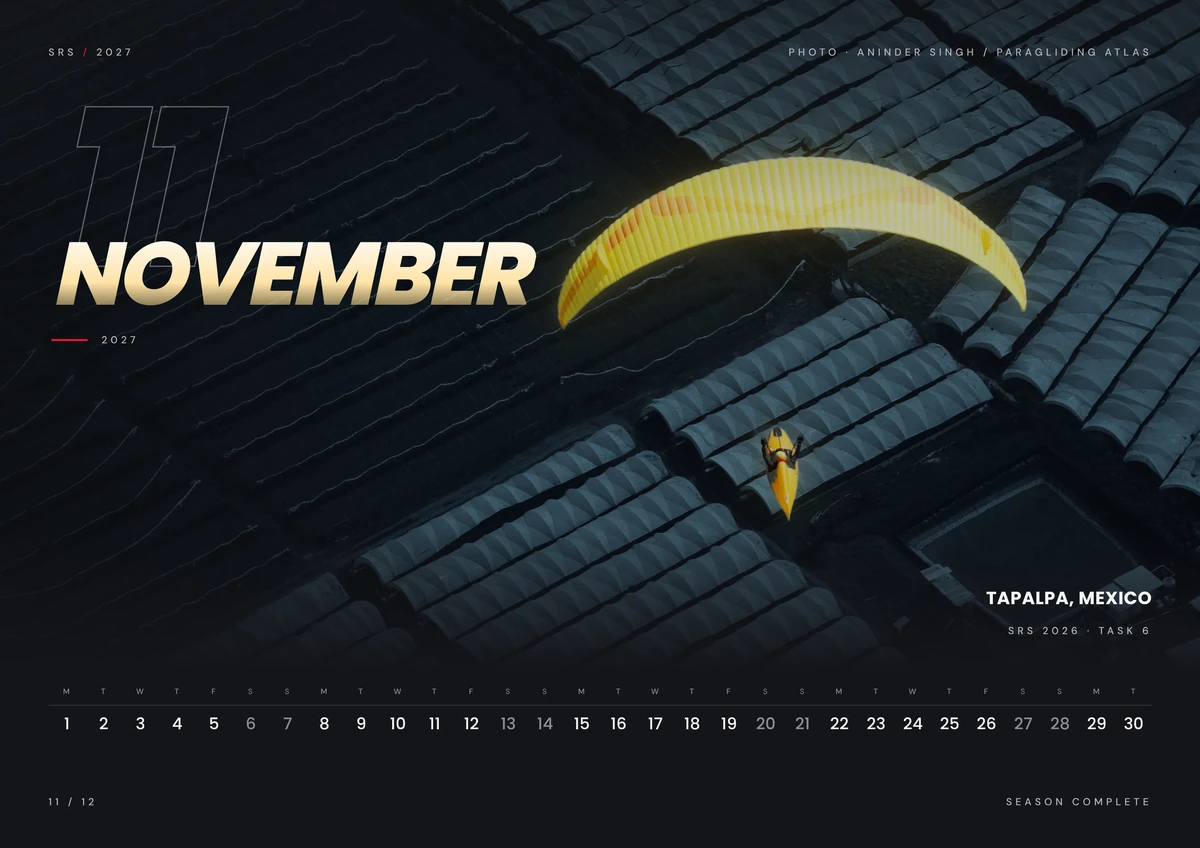 SRS / 2027
PHOTO · ANINDER SINGH / PARAGLIDING ATLAS
11
NOVEMBER
2027
TAPALPA, MEXICO
SRS 2026 · TASK 6
M T W T F S S M T W T F S S M T W T F S S M T W T F S S M T
1 2 3 4 5 6 7 8 9 10 11 12 13 14 15 16 17 18 19 20 21 22 23 24 25 26 27 28 29 30
11 / 12
SEASON COMPLETE